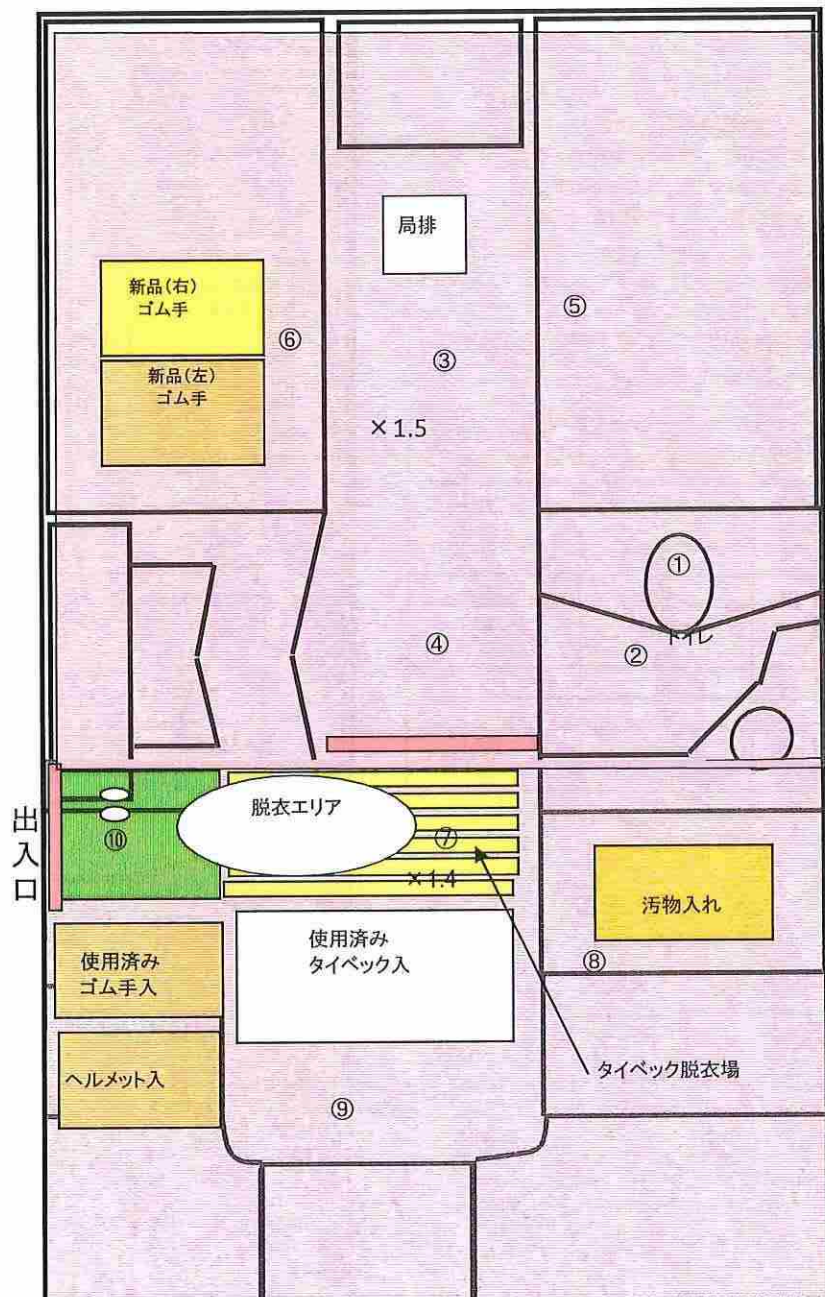 局排
新品(右)
ゴム手
⑥
⑤
③
新品(左)
ゴム手
×1.5
①
④
②
トイレ
出入口
脱衣エリア
⑩
⑦
×1.4
汚物入れ
使用済み
タイベック入
使用済み
ゴム手入
⑧
ヘルメット入
タイベック脱衣場
⑨